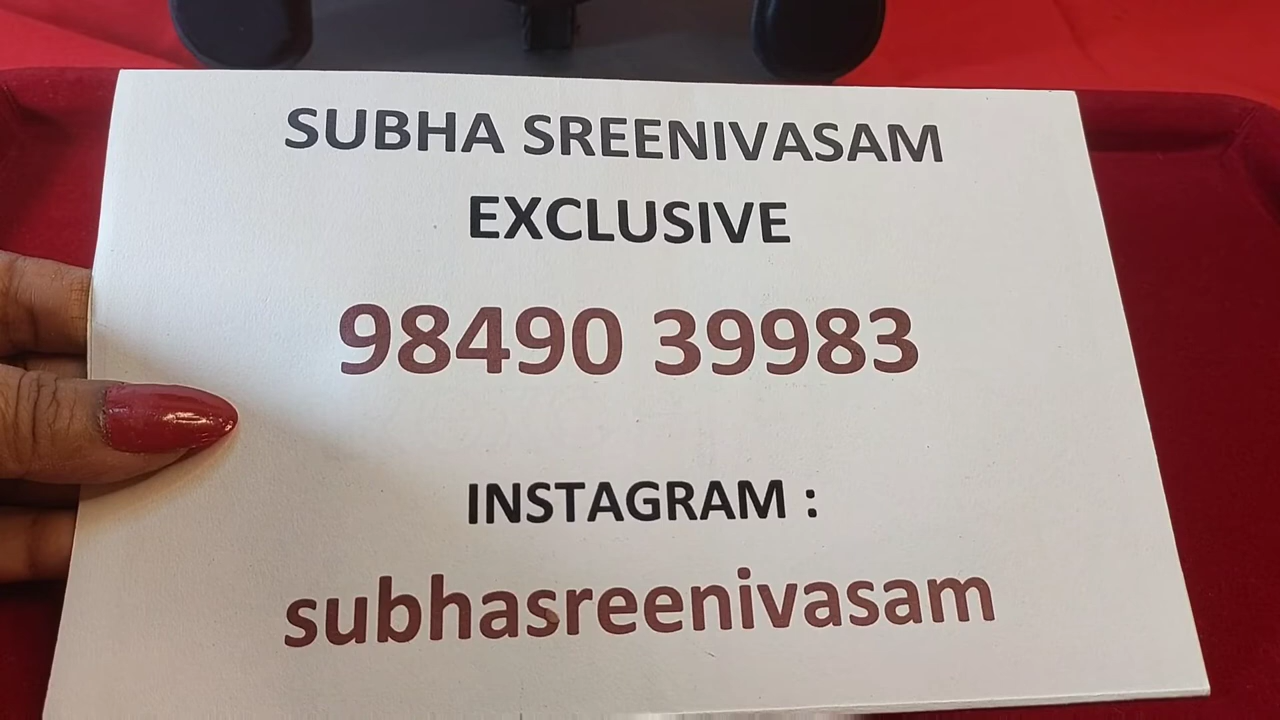 SUBHA SREENIVASAM
EXCLUSIVE
98490 39983
INSTAGRAM :
subhasreenivasam